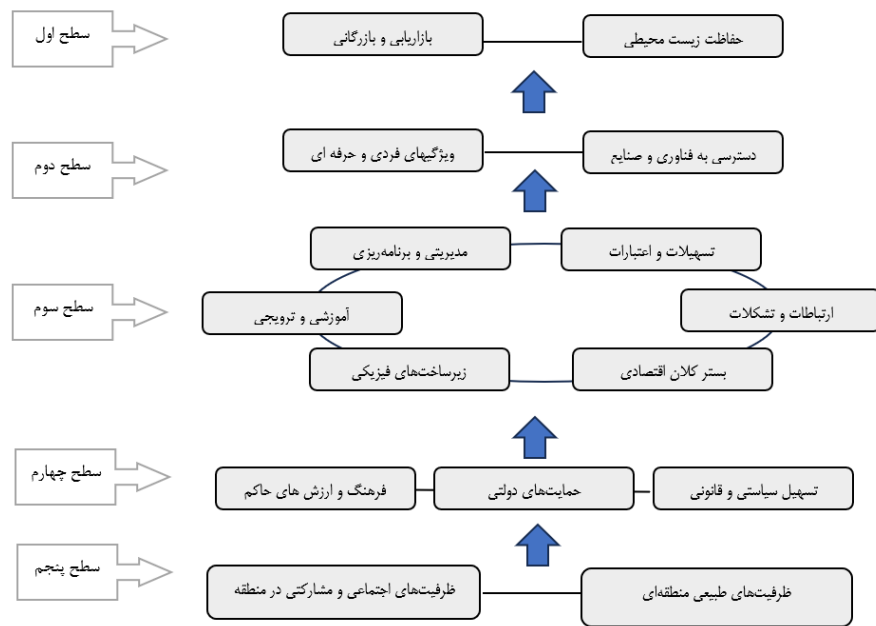 سطح اول
حفاظت زیست محیطی
بازاریابی و بازرگانی
سطح دوم
دسترسی به فناوری و صنایع
ویژگیهای فردی و حرفه ای
سطح سوم
تسهیلات و اعتبارات
مدیریتی و برنامه‌ریزی
ارتباطات و تشکلات
آموزشی و ترویجی
بستر کلان اقتصادی
زیرساخت‌های فیزیکی
سطح چهارم
تسهیل سیاستی و قانونی
حمایت‌های دولتی
فرهنگ و ارزش های حاکم
سطح پنجم
ظرفیت‌های طبیعی منطقه‌ای
ظرفیت‌های اجتماعی و مشارکتی در منطقه